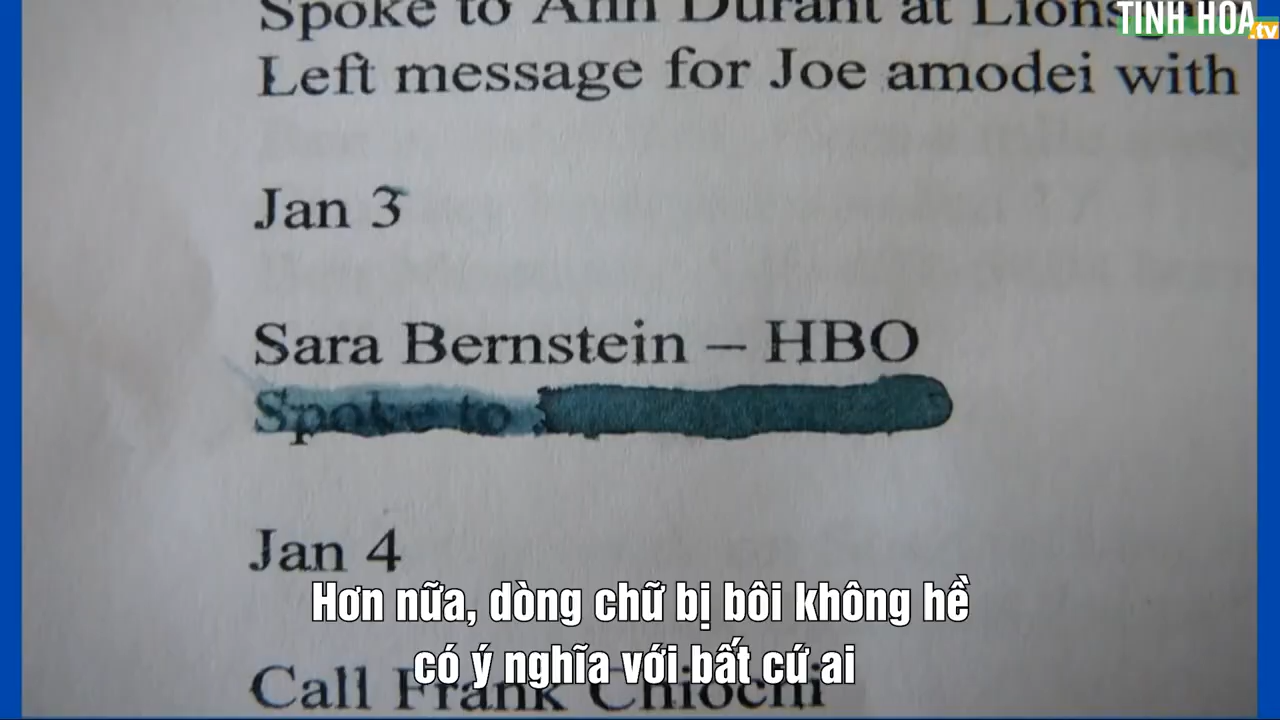 Spoke to Ann Durant at Lions
TINH HOA.tv
Left message for Joe amodei with
Jan 3
Sara Bernstein – HBO
Spoke to
Jan 4
Hơn nữa, dòng chữ bị bôi không hề
có ý nghĩa với bất cứ ai
Call Frank Chiochi